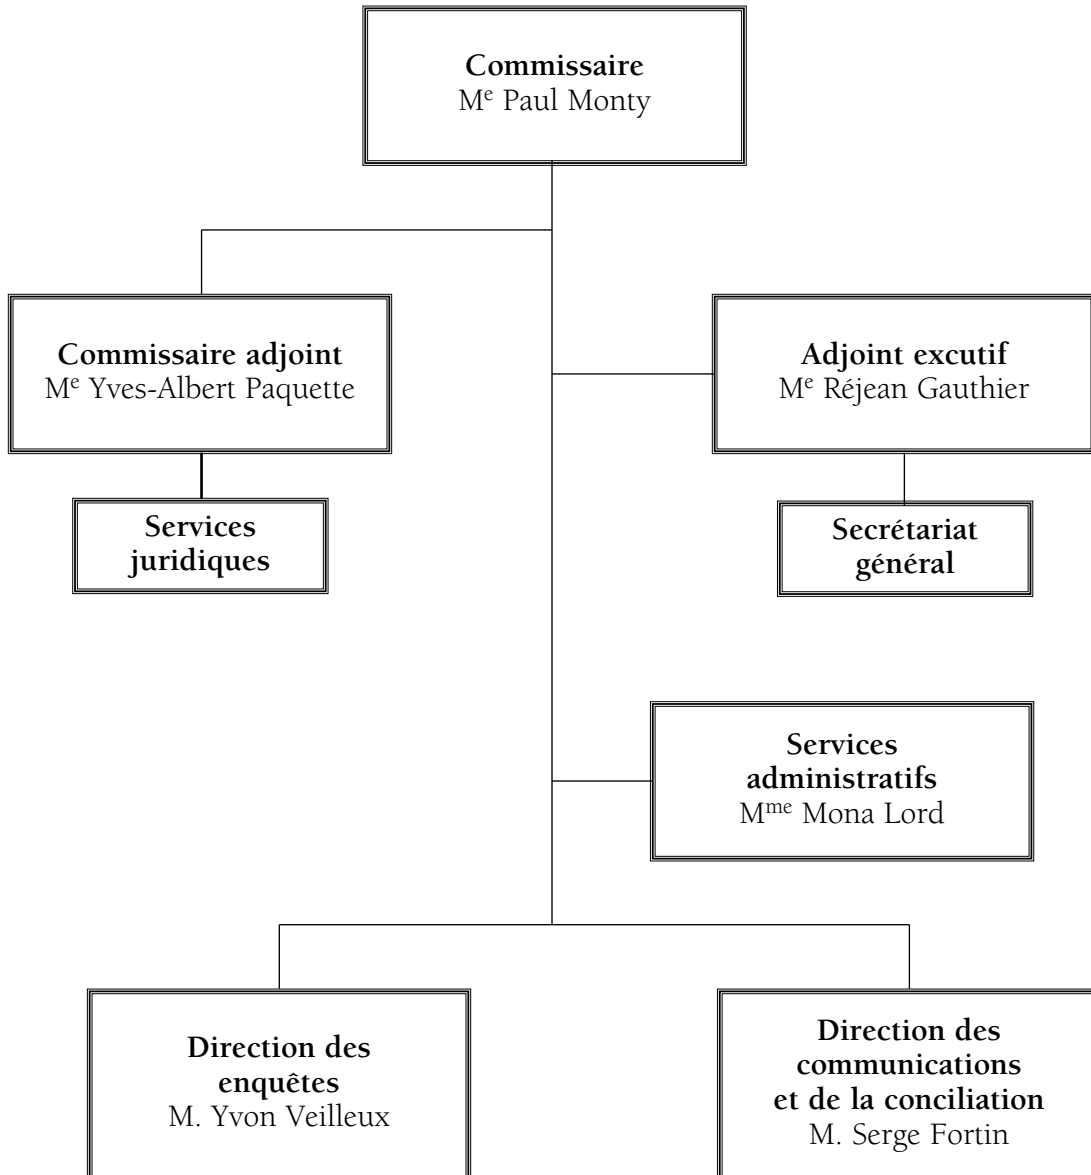 Commissaire
Me Paul Monty
Commissaire adjoint
Me Yves-Albert Paquette
Adjoint excutif
Me Réjean Gauthier
Services
juridiques
Secrétariat
général
Services
administratifs
Mme Mona Lord
Direction des
enquêtes
M. Yvon Veilleux
Direction des
communications
et de la conciliation
M. Serge Fortin